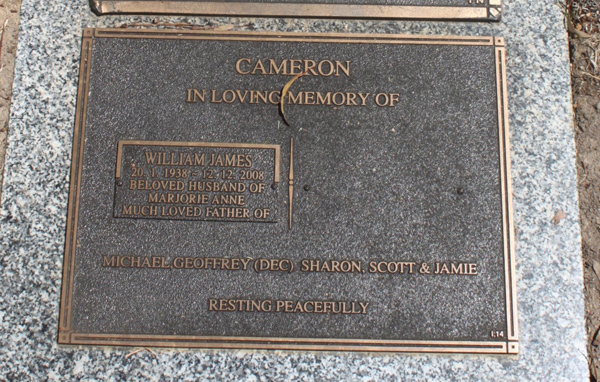 CAMERON
IN LOVING MEMORY OF
WILLIAM JAMES
20. 1. 1938 - 12. 12. 2008
BELOVED HUSBAND OF
MARJORIE ANNE
MUCH LOVED FATHER OF
MICHAEL, GEOFFREY (DEC) SHARON, SCOTT & JAMIE
RESTING PEACEFULLY